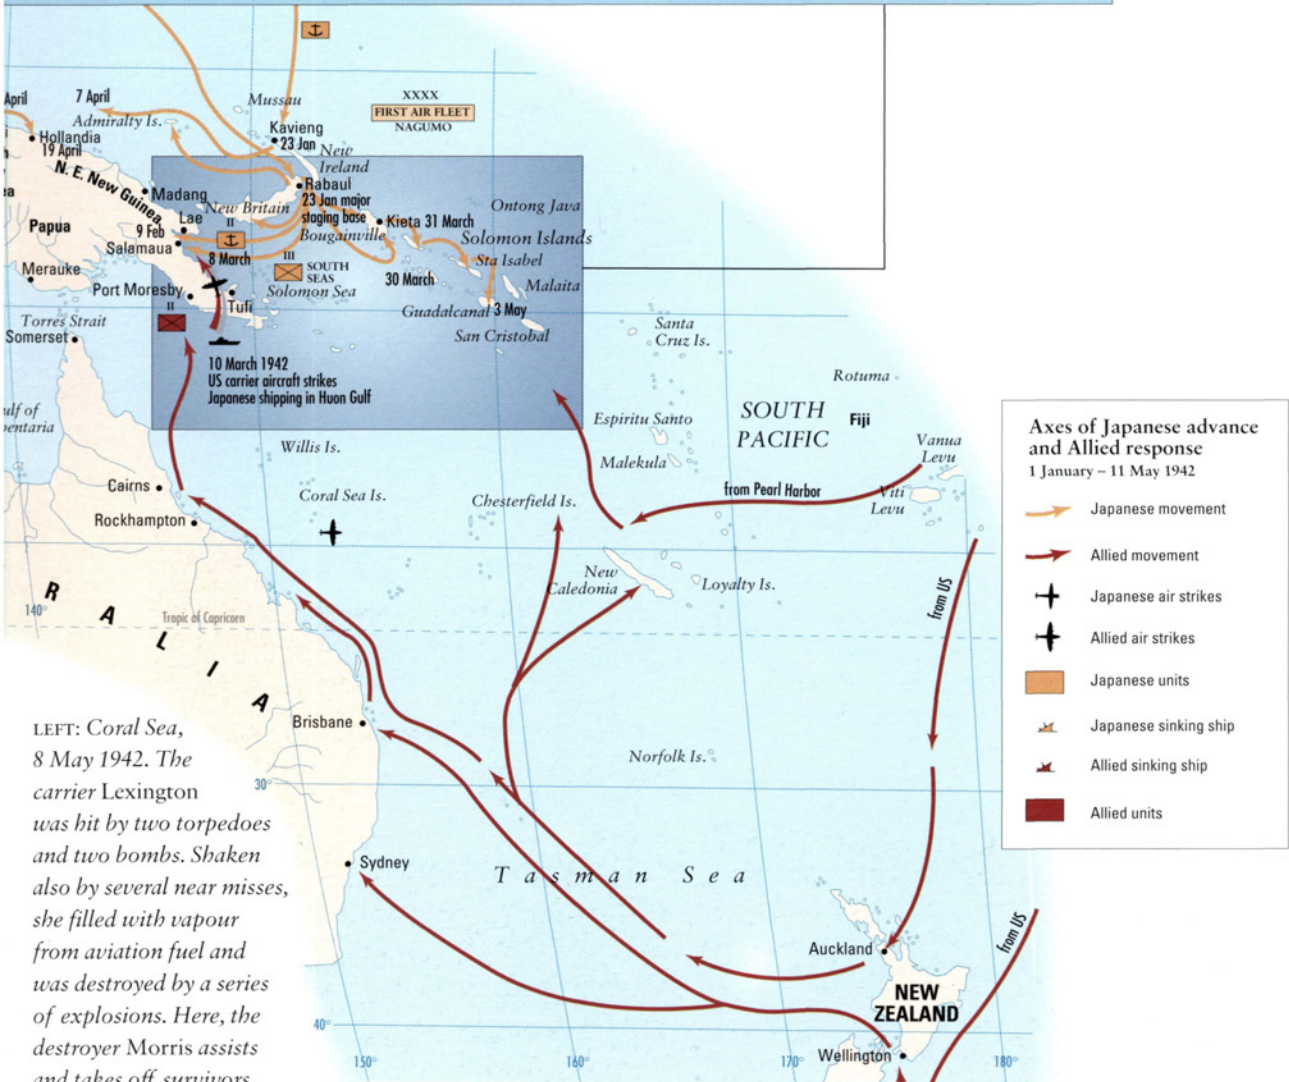 XXXX
FIRST AIR FLEET
NAGUMO
April
7 April
Mussau
Admiralty Is.
Kavieng
23 Jan
Hollandia
19 April
New
Ireland
N. E. New Guinea
Madang
Rabaul
23 Jan major
staging base
New Britain
Ontong Java
Lae
II
Kieta 31 March
Papua
9 Feb
Bougainville
Solomon Islands
Salamaua
8 March
III
SOUTH
SEAS
Sta Isabel
Merauke
30 March
Malaita
Port Moresby
Solomon Sea
II
Tufi
Guadalcanal 3 May
Torres Strait
Somerset
San Cristobal
Santa
Cruz Is.
10 March 1942
US carrier aircraft strikes
Japanese shipping in Huon Gulf
Rotuma
SOUTH
PACIFIC
Fiji
Espiritu Santo
Vanua
Levu
Willis Is.
Malekula
Cairns
Coral Sea Is.
Chesterfield Is.
from Pearl Harbor
Viti
Levu
Rockhampton
New
Caledonia
Loyalty Is.
from US
140°
Tropic of Capricorn
R A L I A
Brisbane
Norfolk Is.
30°
Sydney
Tasman Sea
Auckland
from US
NEW
ZEALAND
40°
Wellington
150°
160°
170°
180°
Axes of Japanese advance
and Allied response
1 January – 11 May 1942
Japanese movement
Allied movement
Japanese air strikes
Allied air strikes
Japanese units
Japanese sinking ship
Allied sinking ship
Allied units
LEFT: Coral Sea,
8 May 1942. The
carrier Lexington
was hit by two torpedoes
and two bombs. Shaken
also by several near misses,
she filled with vapour
from aviation fuel and
was destroyed by a series
of explosions. Here, the
destroyer Morris assists
and takes off survivors